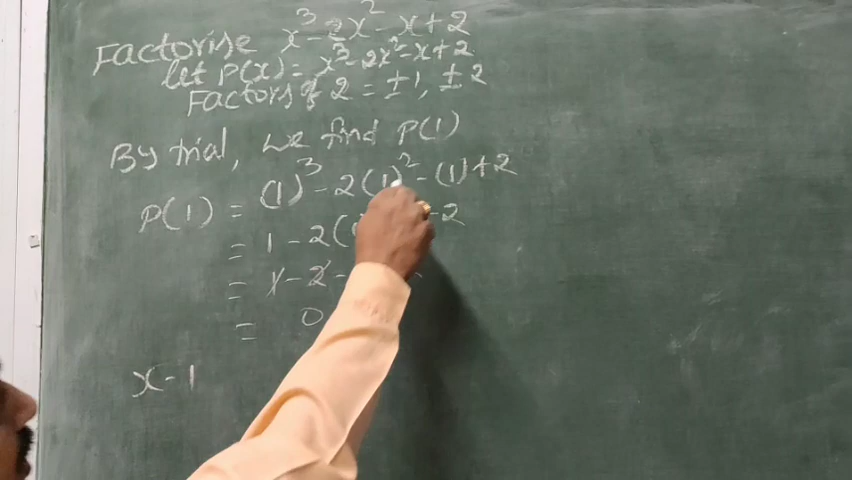 Factorise x³-2x²-x+2
let P(x) = x³-2x²-x+2
Factors of 2 = ±1, ±2
By trial, we find P(1)
P(1) = (1)³-2(1)²-(1)+2
= 1-2(
= 1-2-
= 0
x-1